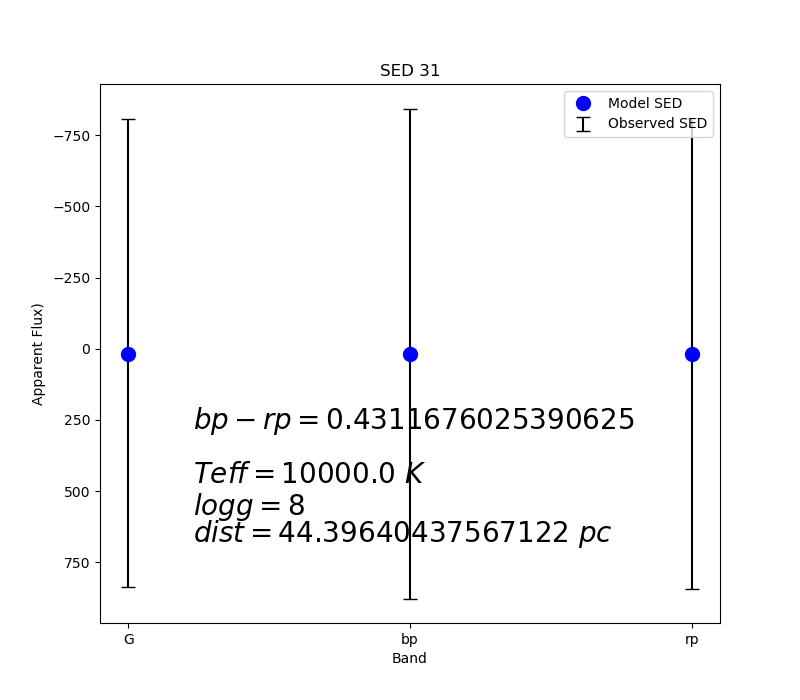 SED 31
Model SED
Observed SED
−750
−500
−250
0
250
500
750
Apparent Flux)
bp − rp = 0.4311676025390625
Teff = 10000.0 K
logg = 8
dist = 44.39640437567122 pc
G bp rp
Band